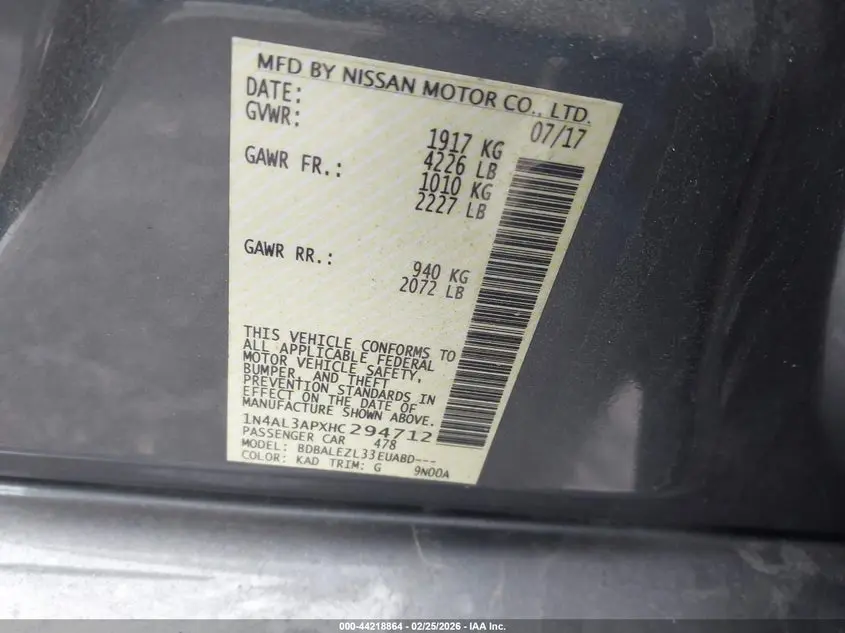 MFD BY NISSAN MOTOR CO., LTD.
DATE: 07/17
GVWR: 1917 KG
4226 LB
GAWR FR.: 1010 KG
2227 LB
GAWR RR.: 940 KG
2072 LB
THIS VEHICLE CONFORMS TO
ALL APPLICABLE FEDERAL
MOTOR VEHICLE SAFETY,
BUMPER, AND THEFT
PREVENTION STANDARDS IN
EFFECT ON THE DATE OF
MANUFACTURE SHOWN ABOVE.
1N4AL3APXHC294712
PASSENGER CAR 478
MODEL: BDBALEZL33EUABD---
COLOR: KAD TRIM: G 9N00A
000-44218864 / 02/25/2026 - IAA Inc.